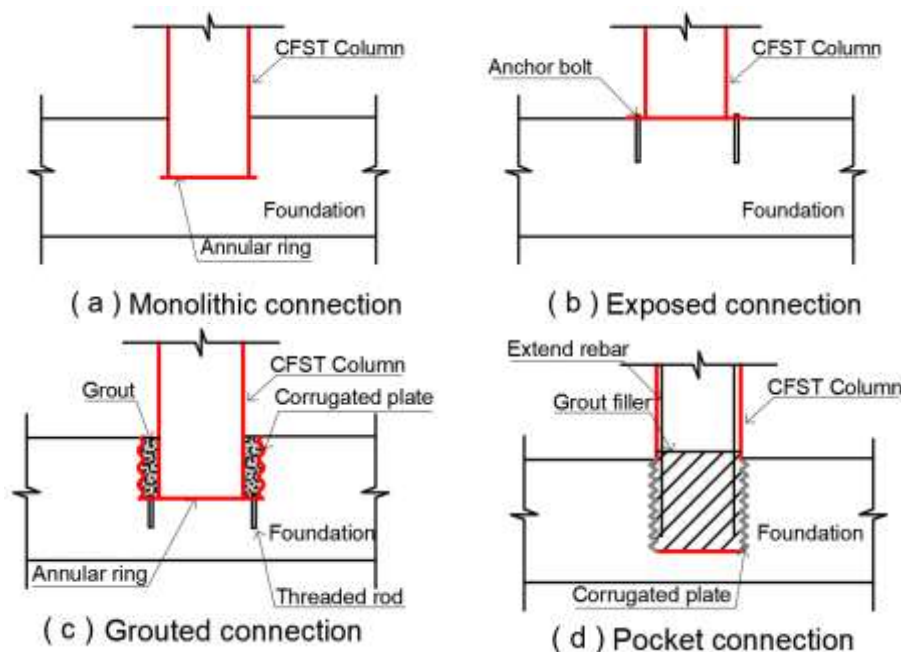 CFST Column
Foundation
Annular ring
( a ) Monolithic connection
CFST Column
Anchor bolt
Foundation
( b ) Exposed connection
CFST Column
Grout
Corrugated plate
Foundation
Annular ring
Threaded rod
( c ) Grouted connection
Extend rebar
CFST Column
Grout filler
Foundation
Corrugated plate
( d ) Pocket connection